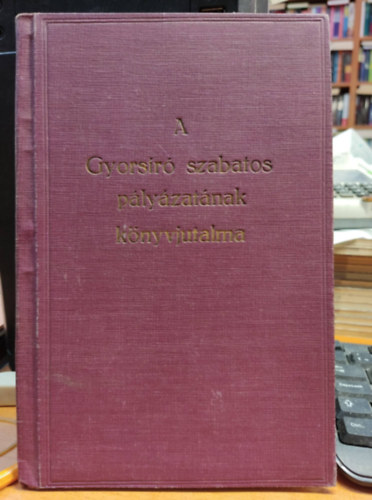 A
Gyorsíró szabatos
pályázatának
könyvjutalma